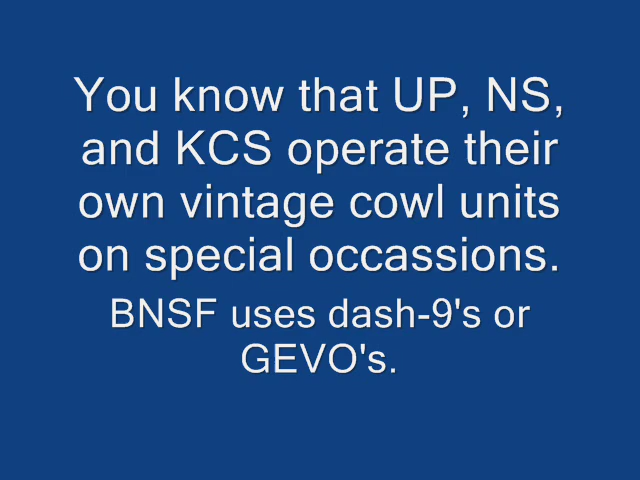 You know that UP, NS,
and KCS operate their
own vintage cowl units
on special occassions.
BNSF uses dash-9's or
GEVO's.